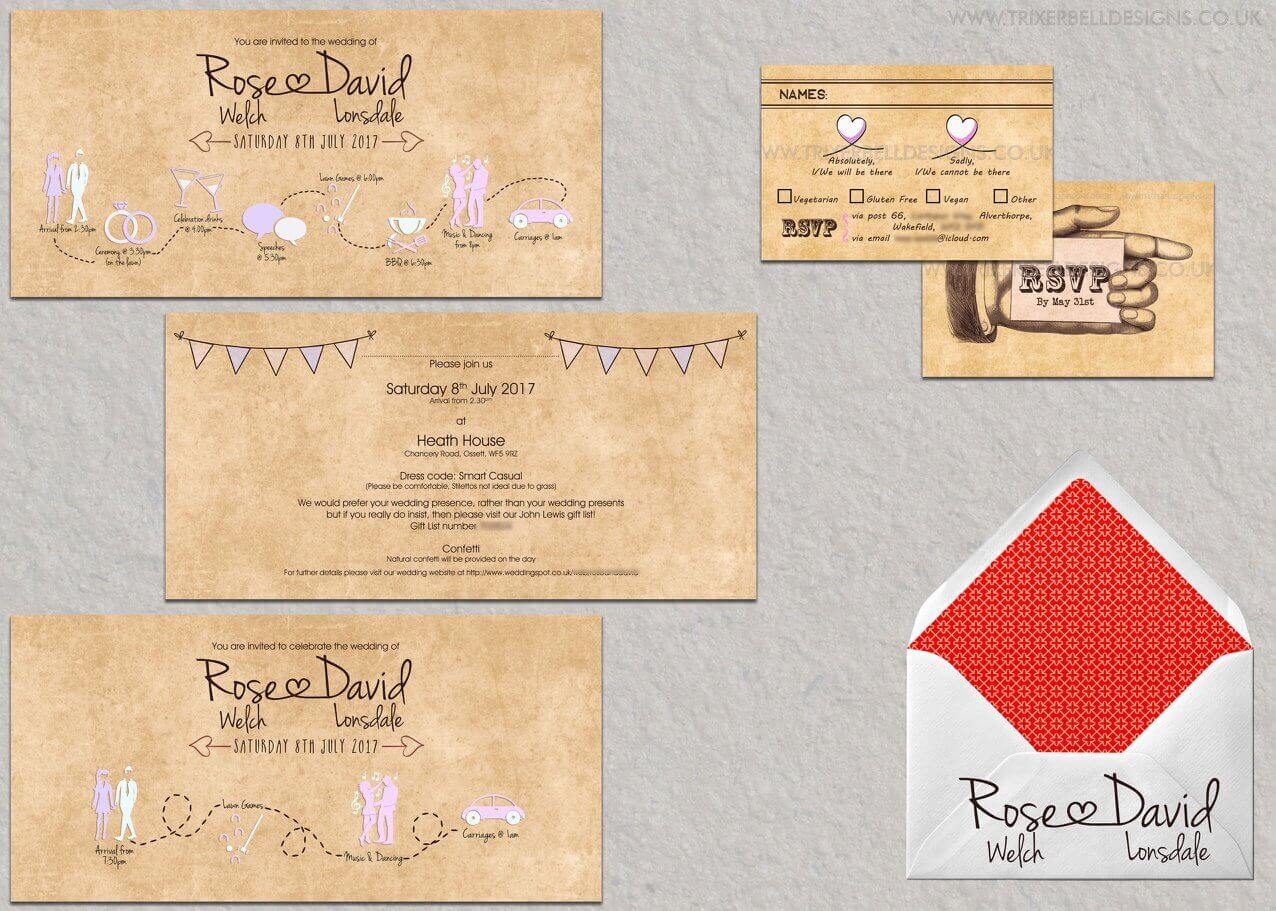 WWW.TRIXERBELLDESIGNS.CO.UK
You are invited to the wedding of
Rose David
Welch Lonsdale
SATURDAY 8TH JULY 2017
Arrival from 2:30pm
Ceremony @ 3:30pm
(on the lawn)
Celebration drinks
@ 4:00pm
Speeches
@ 5:30pm
Lawn Games @ 6:00pm
BBQ @ 6:30pm
Music & Dancing
from 8pm
Carriages @ 1am
NAMES:
WWW.TRIXERBELLDESIGNS.CO.UK
Absolutely,
I/We will be there
Sadly,
I/We cannot be there
Vegetarian Gluten Free Vegan Other
RSVP
via post 66, Alverthorpe,
Wakefield,
via email @icloud.com
RSVP
By May 31st
Please join us
Saturday 8th July 2017
Arrival from 2.30pm
at
Heath House
Chancery Road, Ossett, WF5 9RZ
Dress code: Smart Casual
(Please be comfortable, Stilettos not ideal due to grass)
We would prefer your wedding presence, rather than your wedding presents
but if you really do insist, then please visit our John Lewis gift list!
Gift List number
Confetti
Natural confetti will be provided on the day
For further details please visit our wedding website at http://www.weddingspot.co.uk/
You are invited to celebrate the wedding of
Rose David
Welch Lonsdale
SATURDAY 8TH JULY 2017
Arrival from
7:30pm
Lawn Games
Music & Dancing
Carriages @ 1am
Rose David
Welch Lonsdale